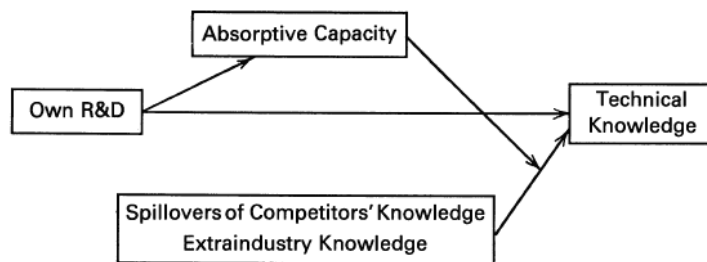 Absorptive Capacity
Own R&D
Technical
Knowledge
Spillovers of Competitors' Knowledge
Extraindustry Knowledge